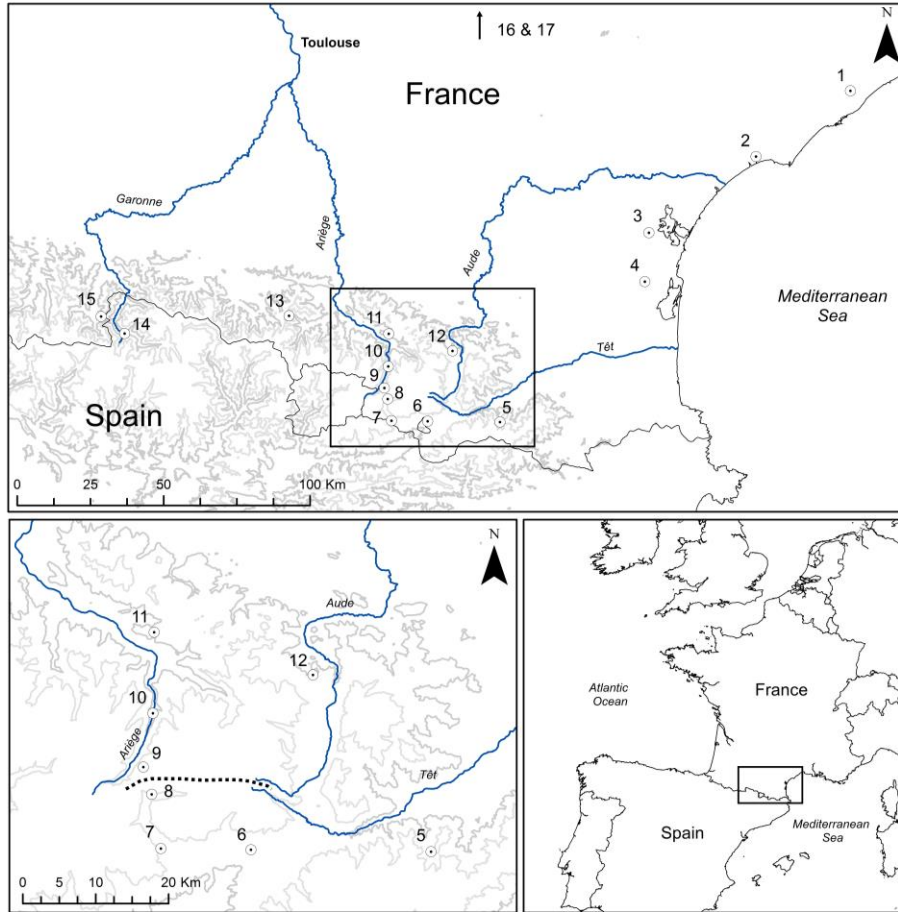 16 & 17
N
Toulouse
France
1
2
Garonne
Ariège
Aude
3
4
15
14
13
11
12
10
9
8
7
6
5
Têt
Mediterranean
Sea
Spain
0 25 50 100 Km
N
Aude
11
12
10
Ariège
9
8
Têt
7
6
5
0 5 10 20 Km
Atlantic
Ocean
France
Spain
Mediterranean
Sea